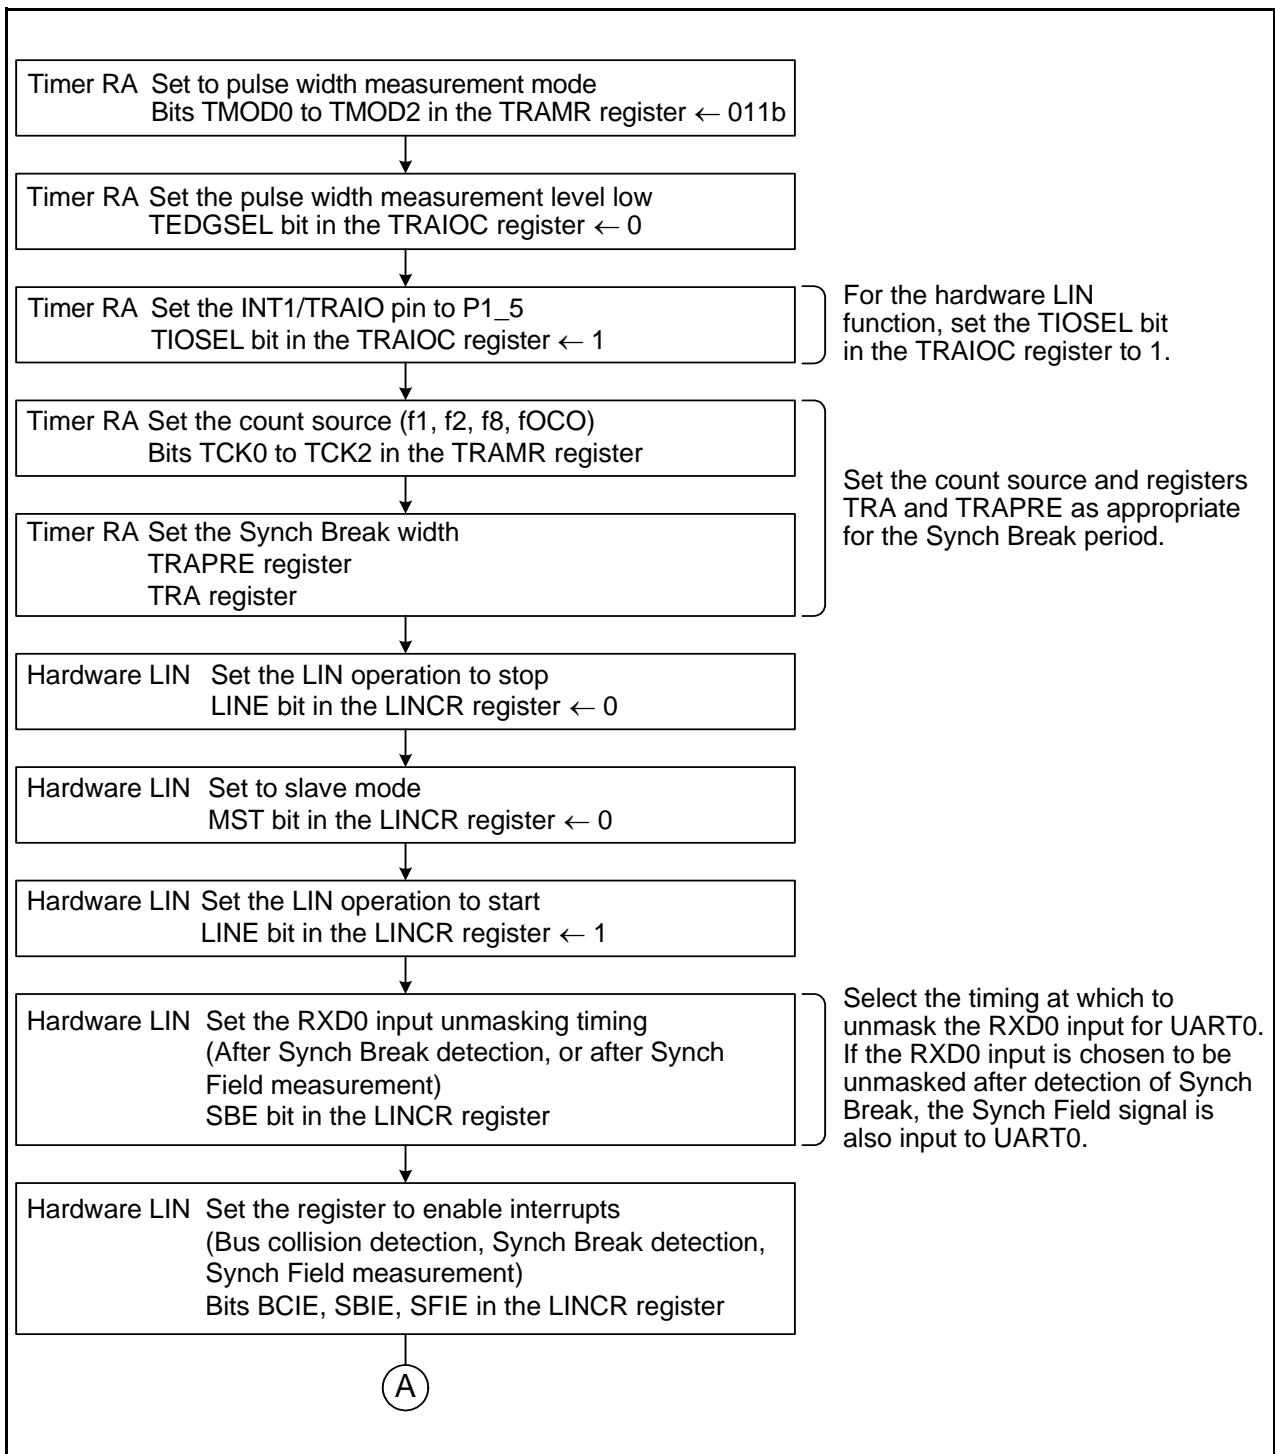 Timer RA Set to pulse width measurement mode
Bits TMOD0 to TMOD2 in the TRAMR register ← 011b
Timer RA Set the pulse width measurement level low
TEDGSEL bit in the TRAIOC register ← 0
Timer RA Set the INT1/TRAIO pin to P1_5
TIOSEL bit in the TRAIOC register ← 1
For the hardware LIN
function, set the TIOSEL bit
in the TRAIOC register to 1.
Timer RA Set the count source (f1, f2, f8, fOCO)
Bits TCK0 to TCK2 in the TRAMR register
Timer RA Set the Synch Break width
TRAPRE register
TRA register
Set the count source and registers
TRA and TRAPRE as appropriate
for the Synch Break period.
Hardware LIN Set the LIN operation to stop
LINE bit in the LINCR register ← 0
Hardware LIN Set to slave mode
MST bit in the LINCR register ← 0
Hardware LIN Set the LIN operation to start
LINE bit in the LINCR register ← 1
Hardware LIN Set the RXD0 input unmasking timing
(After Synch Break detection, or after Synch
Field measurement)
SBE bit in the LINCR register
Select the timing at which to
unmask the RXD0 input for UART0.
If the RXD0 input is chosen to be
unmasked after detection of Synch
Break, the Synch Field signal is
also input to UART0.
Hardware LIN Set the register to enable interrupts
(Bus collision detection, Synch Break detection,
Synch Field measurement)
Bits BCIE, SBIE, SFIE in the LINCR register
A